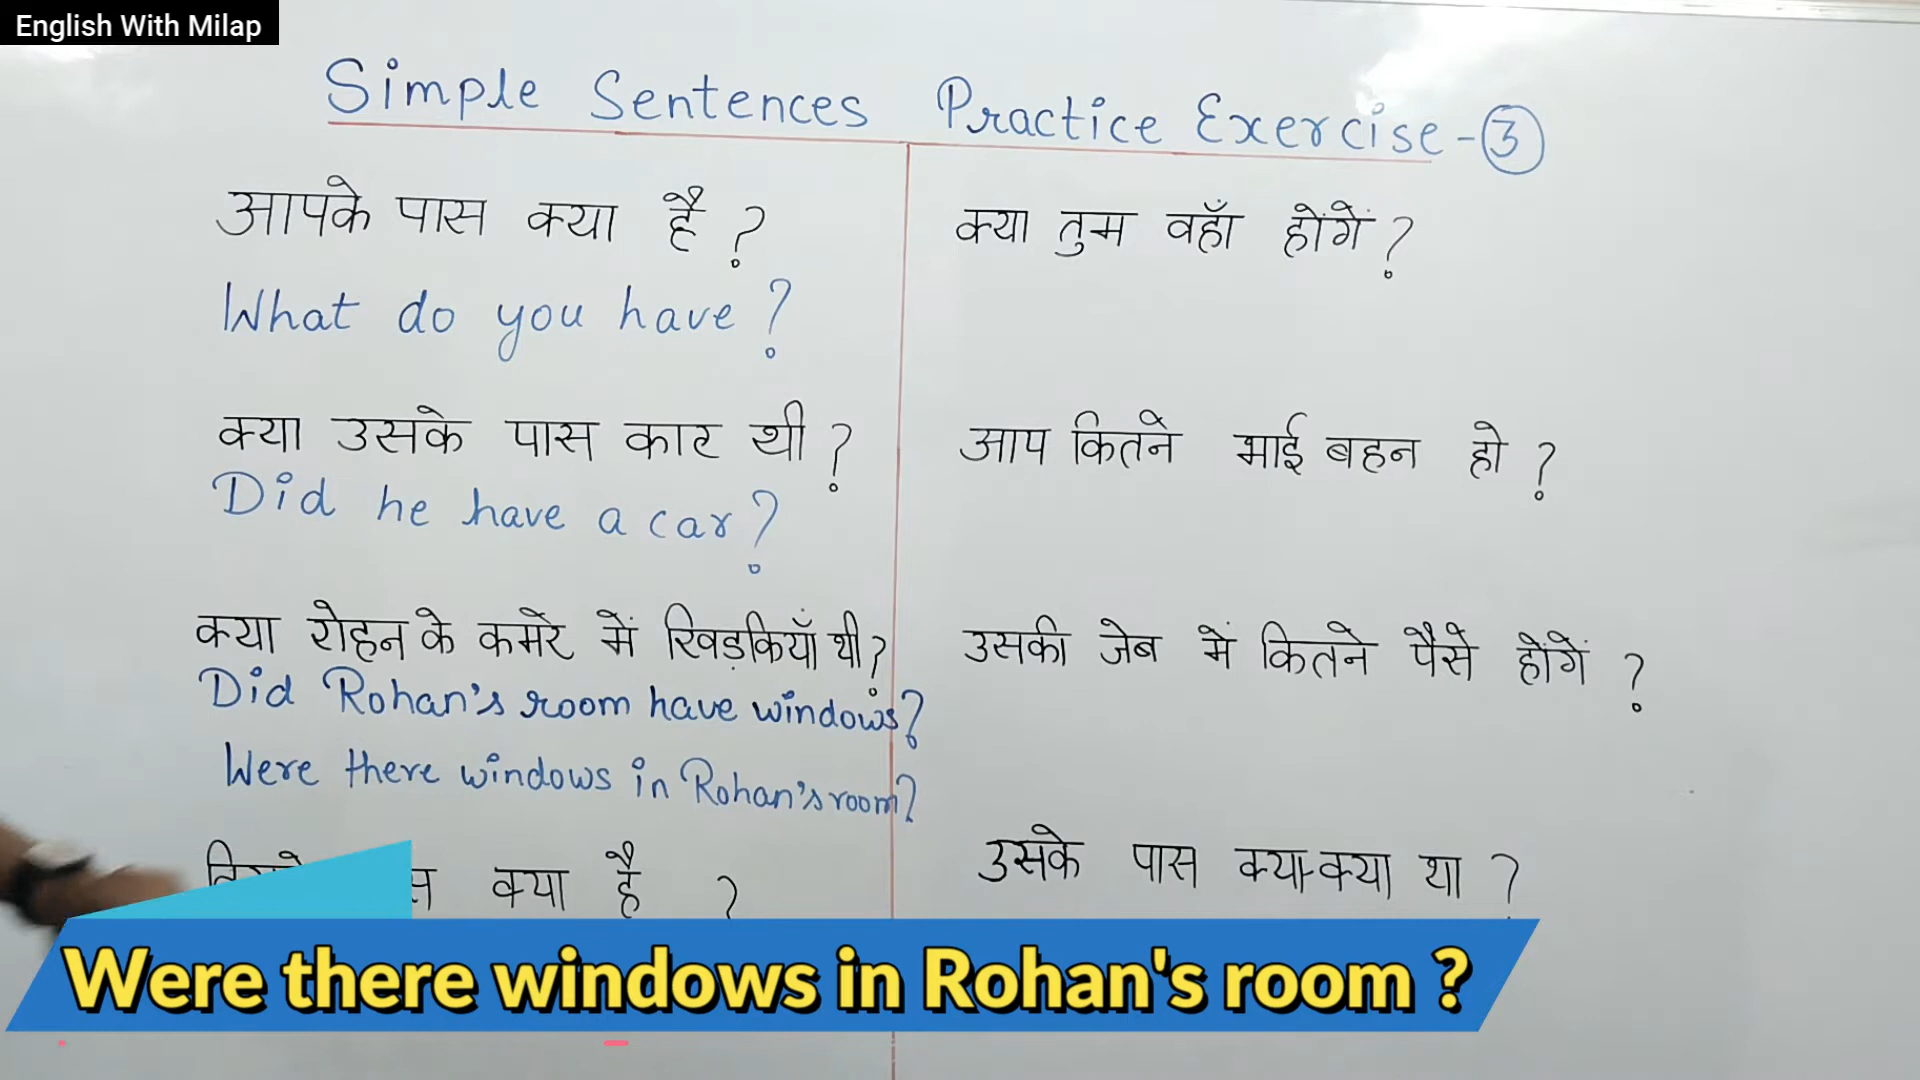 English With Milap
Simple Sentences Practice Exercise - 3
आपके पास क्या है ?
What do you have ?
क्या उसके पास कार थी ?
Did he have a car ?
क्या रोहन के कमरे में खिड़कियाँ थी ?
Did Rohan's room have windows ?
Were there windows in Rohan's room ?
क्या है ?
क्या तुम वहाँ होंगें ?
आप कितने भाई बहन हो ?
उसकी जेब में कितने पैसे होंगें ?
उसके पास क्या-क्या था ?
Were there windows in Rohan's room ?